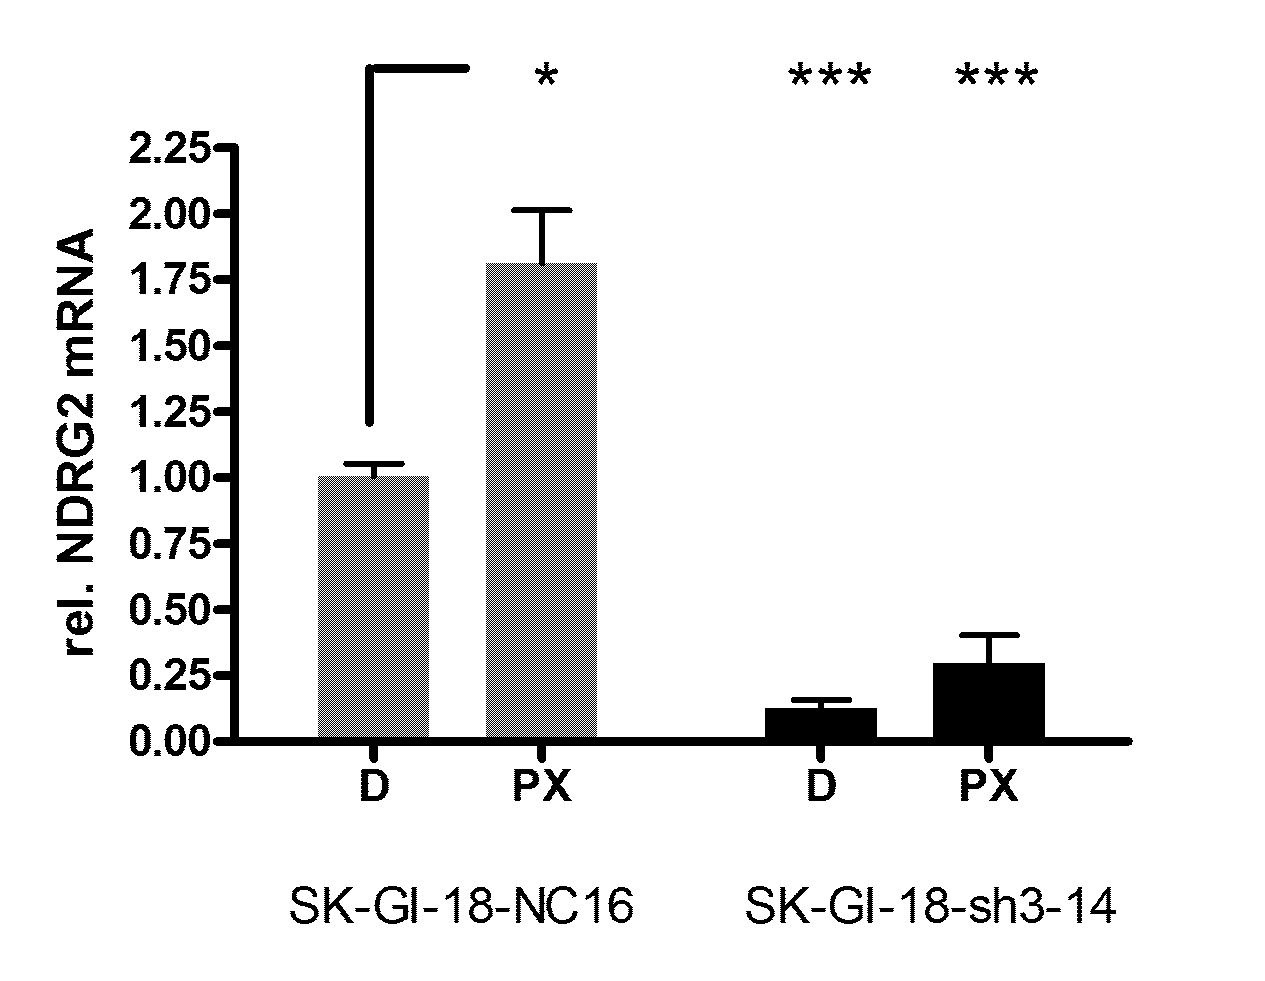 * *** ***
2.25
2.00
1.75
1.50
1.25
1.00
0.75
0.50
0.25
0.00
rel. NDRG2 mRNA
D PX D PX
SK-GI-18-NC16 SK-GI-18-sh3-14